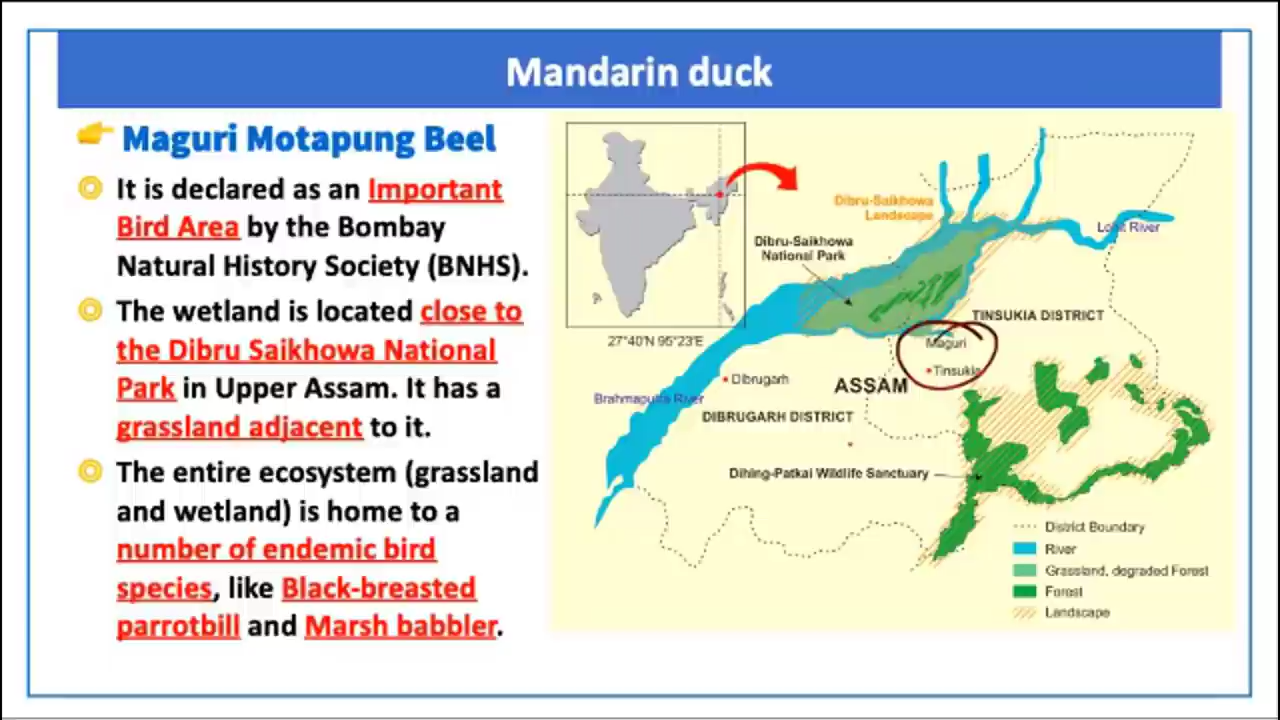 Mandarin duck
Maguri Motapung Beel
It is declared as an Important
Bird Area by the Bombay
Natural History Society (BNHS).
The wetland is located close to
the Dibru Saikhowa National
Park in Upper Assam. It has a
grassland adjacent to it.
The entire ecosystem (grassland
and wetland) is home to a
number of endemic bird
species, like Black-breasted
parrotbill and Marsh babbler.
Dibru-Saikhowa
Landscape
Lohit River
Dibru-Saikhowa
National Park
TINSUKIA DISTRICT
27°40'N 95°23'E
Maguri
Tinsukia
Dibrugarh
ASSAM
Brahmaputra River
DIBRUGARH DISTRICT
Dihing-Patkai Wildlife Sanctuary
District Boundary
River
Grassland, degraded Forest
Forest
Landscape